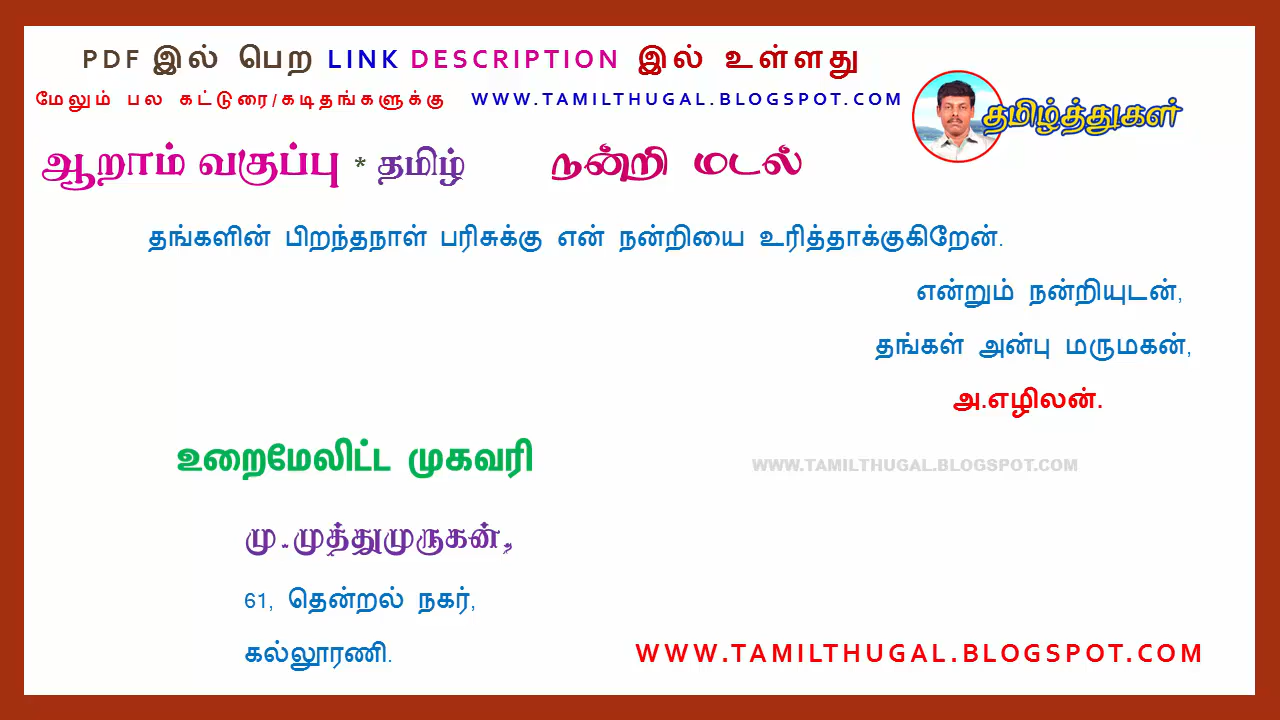 PDF இல் பெற LINK DESCRIPTION இல் உள்ளது
மேலும் பல கட்டுரை/கடிதங்களுக்கு WWW.TAMILTHUGAL.BLOGSPOT.COM
தமிழ்த்துகள்
ஆறாம் வகுப்பு * தமிழ் நன்றி மடல்
தங்களின் பிறந்தநாள் பரிசுக்கு என் நன்றியை உரித்தாக்குகிறேன்.
என்றும் நன்றியுடன்,
தங்கள் அன்பு மருமகன்,
அ.எழிலன்.
உறைமேலிட்ட முகவரி
WWW.TAMILTHUGAL.BLOGSPOT.COM
மு.முத்துமுருகன்,
61, தென்றல் நகர்,
கல்லூரணி.
WWW.TAMILTHUGAL.BLOGSPOT.COM